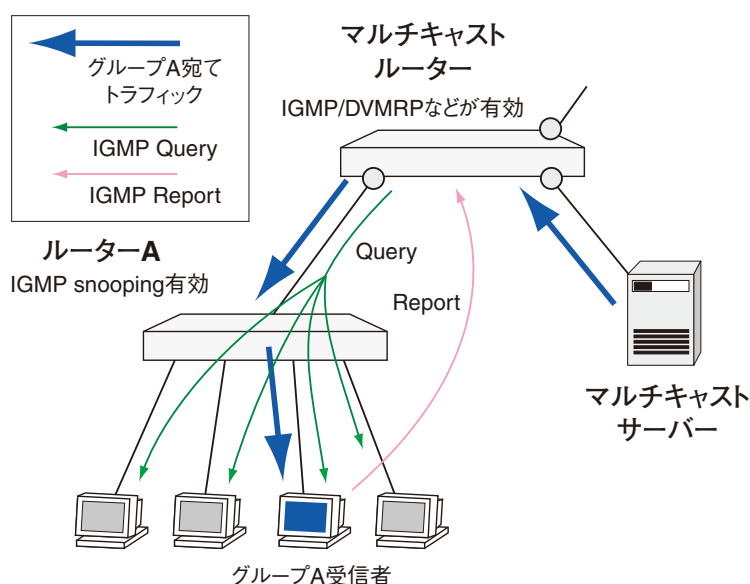 グループA宛て
トラフィック
IGMP Query
IGMP Report
マルチキャスト
ルーター
IGMP/DVMRPなどが有効
ルーターA
IGMP snooping有効
Query
Report
マルチキャスト
サーバー
グループA受信者